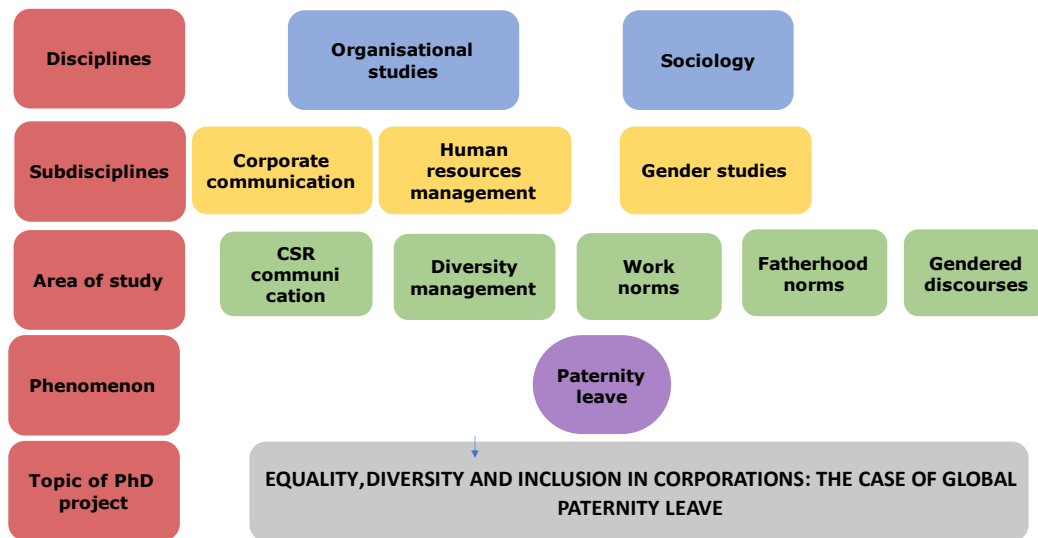 Disciplines
Organisational
studies
Sociology
Subdisciplines
Corporate
communication
Human
resources
management
Gender studies
Area of study
CSR
communi
cation
Diversity
management
Work
norms
Fatherhood
norms
Gendered
discourses
Phenomenon
Paternity
leave
Topic of PhD
project
EQUALITY,DIVERSITY AND INCLUSION IN CORPORATIONS: THE CASE OF GLOBAL
PATERNITY LEAVE